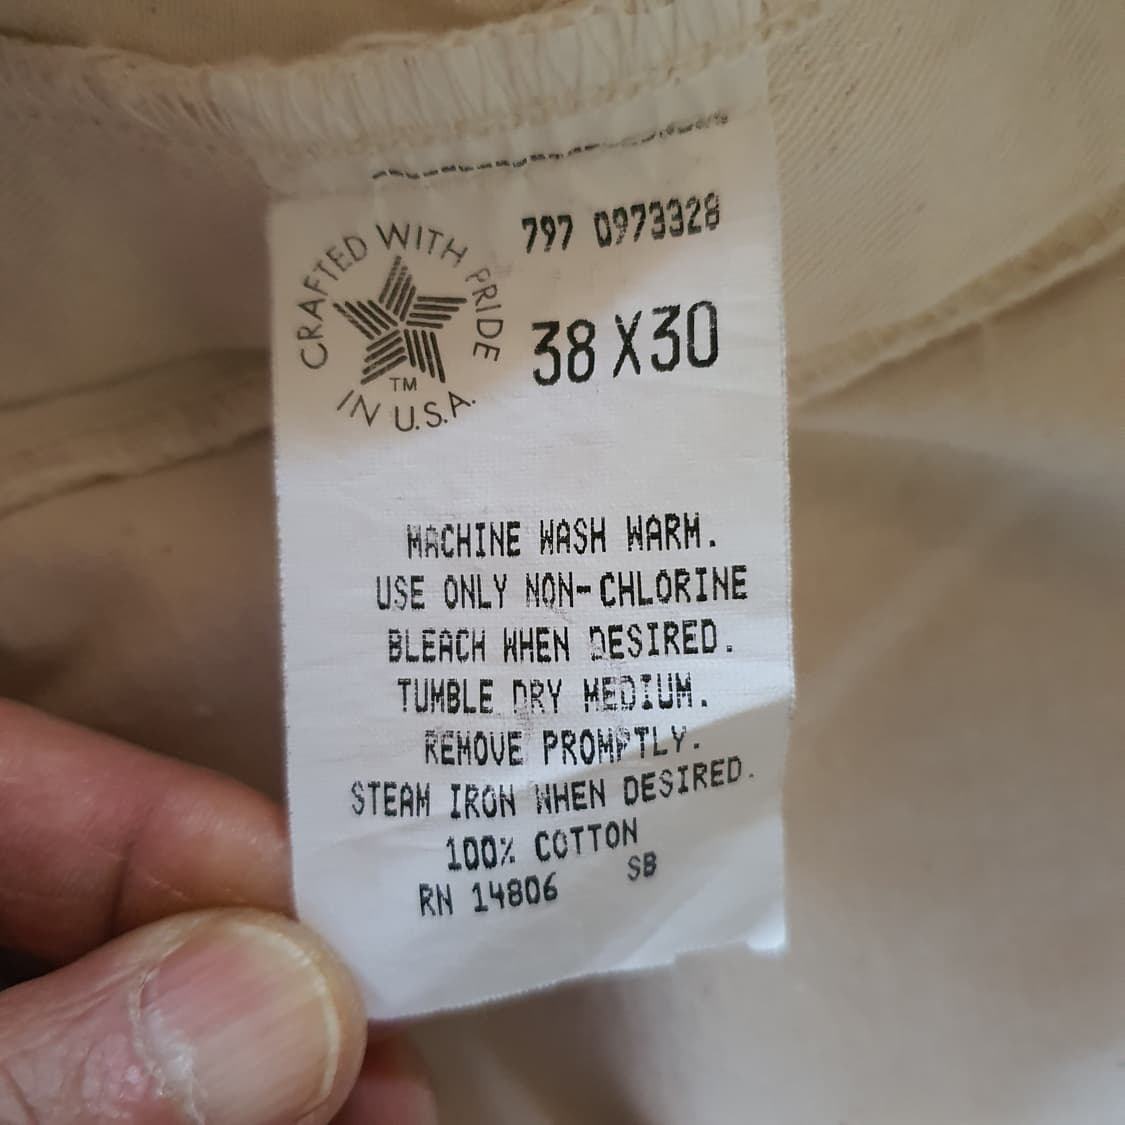 CRAFTED WITH PRIDE
IN U.S.A.
TM
797 0973328
38 X 30
MACHINE WASH WARM.
USE ONLY NON-CHLORINE
BLEACH WHEN DESIRED.
TUMBLE DRY MEDIUM.
REMOVE PROMPTLY.
STEAM IRON WHEN DESIRED.
100% COTTON
RN 14806 SB